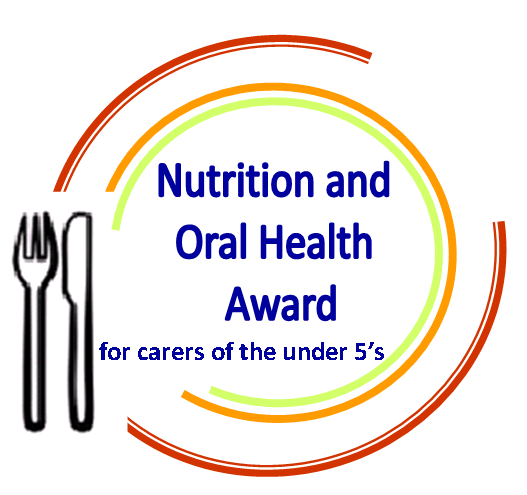 Nutrition and
Oral Health
Award
for carers of the under 5’s